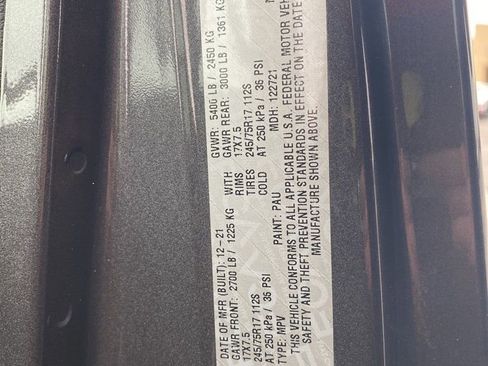 DATE OF MFR (BUILT): 12-21 GVWR: 5400 LB / 2450 KG
GAWR FRONT: 2700 LB / 1225 KG WITH GAWR REAR: 3000 LB / 1361 KG
17X7.5 RIMS 17X7.5
245/75R17 112S TIRES 245/75R17 112S
AT 250 kPa / 36 PSI COLD AT 250 kPa / 36 PSI
TYPE: MPV PAINT: PAU MDH: 122721
THIS VEHICLE CONFORMS TO ALL APPLICABLE U.S.A. FEDERAL MOTOR VEH
SAFETY AND THEFT PREVENTION STANDARDS IN EFFECT ON THE DATE
MANUFACTURE SHOWN ABOVE.